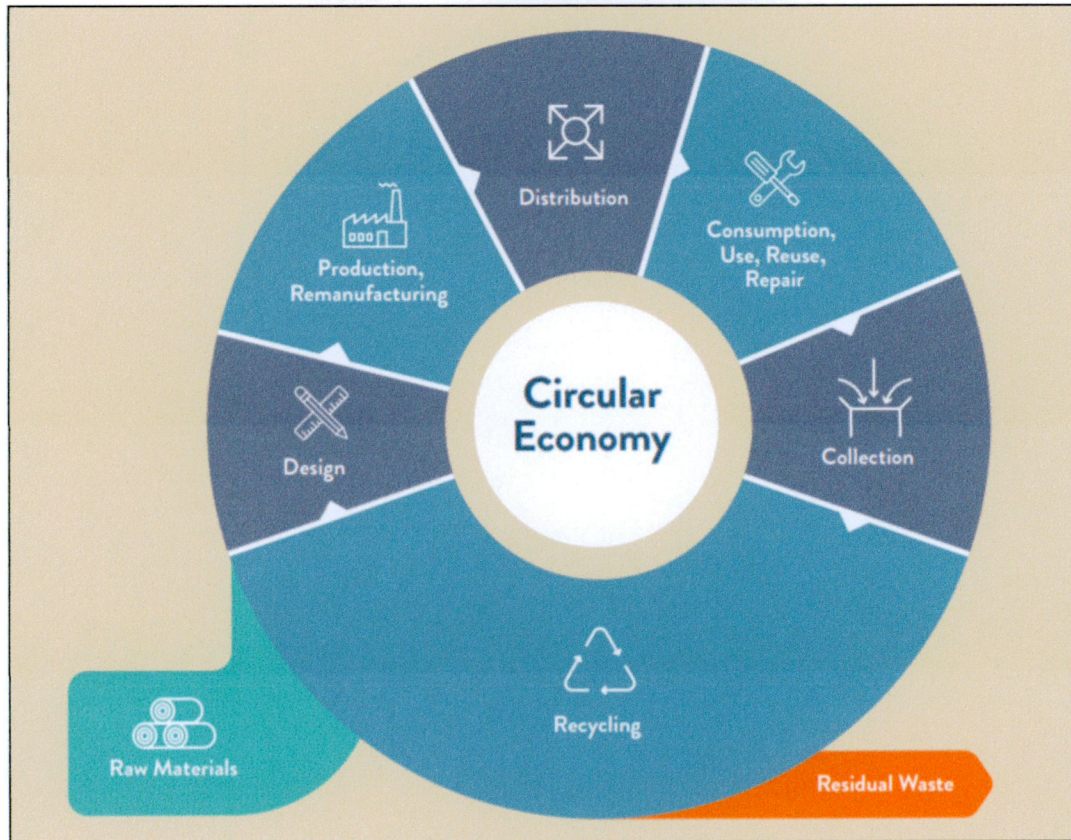 Circular
Economy
Distribution
Consumption,
Use, Reuse,
Repair
Collection
Recycling
Residual Waste
Raw Materials
Design
Production,
Remanufacturing